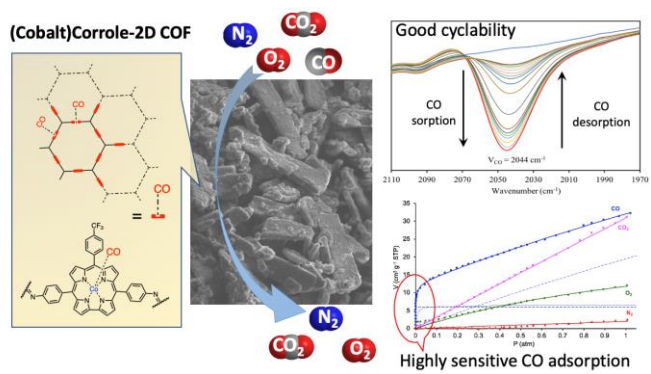 (Cobalt)Corrole-2D COF
CO
CO
CO
=
CF₃
CO
N
N
N
N
Co
N
N
N₂
CO₂
O₂
CO
N₂
CO₂
O₂
Good cyclability
CO
sorption
CO
desorption
νCO = 2044 cm⁻¹
2110 2090 2070 2050 2030 2010 1990 1970
Wavenumber (cm⁻¹)
V (cm³ g⁻¹ STP)
35
30
25
20
15
10
5
0
CO
CO₂
O₂
N₂
0 0.1 0.2 0.3 0.4 0.5 0.6 0.7 0.8 0.9 1
P (atm)
Highly sensitive CO adsorption